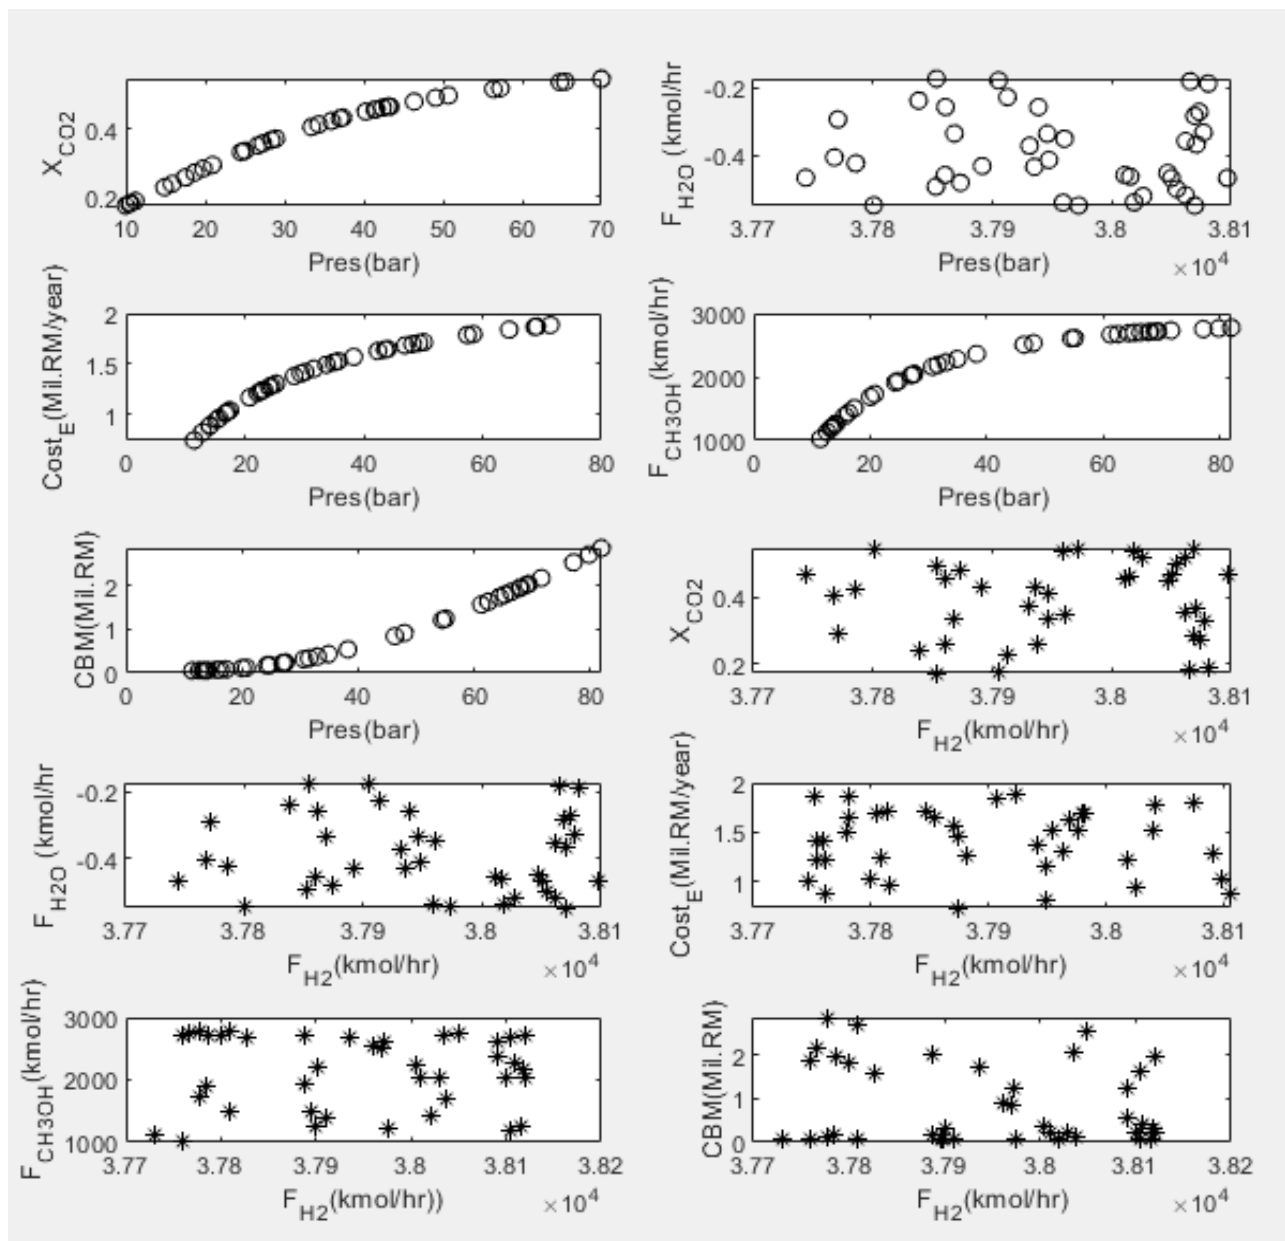 X_CO2
0.4
0.2
10 20 30 40 50 60 70
Pres(bar)
F_H2O (kmol/hr
-0.2
-0.4
3.77 3.78 3.79 3.8 3.81
Pres(bar) ×10^4
Cost_E(Mil.RM/year)
2
1.5
1
0 20 40 60 80
Pres(bar)
F_CH3OH(kmol/hr)
3000
2000
1000
0 20 40 60 80
Pres(bar)
CBM(Mil.RM)
2
1
0
0 20 40 60 80
Pres(bar)
X_CO2
0.4
0.2
3.77 3.78 3.79 3.8 3.81
F_H2(kmol/hr) ×10^4
F_H2O (kmol/hr
-0.2
-0.4
3.77 3.78 3.79 3.8 3.81
F_H2(kmol/hr) ×10^4
Cost_E(Mil.RM/year)
2
1.5
1
3.77 3.78 3.79 3.8 3.81
F_H2(kmol/hr) ×10^4
F_CH3OH(kmol/hr)
3000
2000
1000
3.77 3.78 3.79 3.8 3.81 3.82
F_H2(kmol/hr)) ×10^4
CBM(Mil.RM)
2
1
0
3.77 3.78 3.79 3.8 3.81 3.82
F_H2(kmol/hr) ×10^4